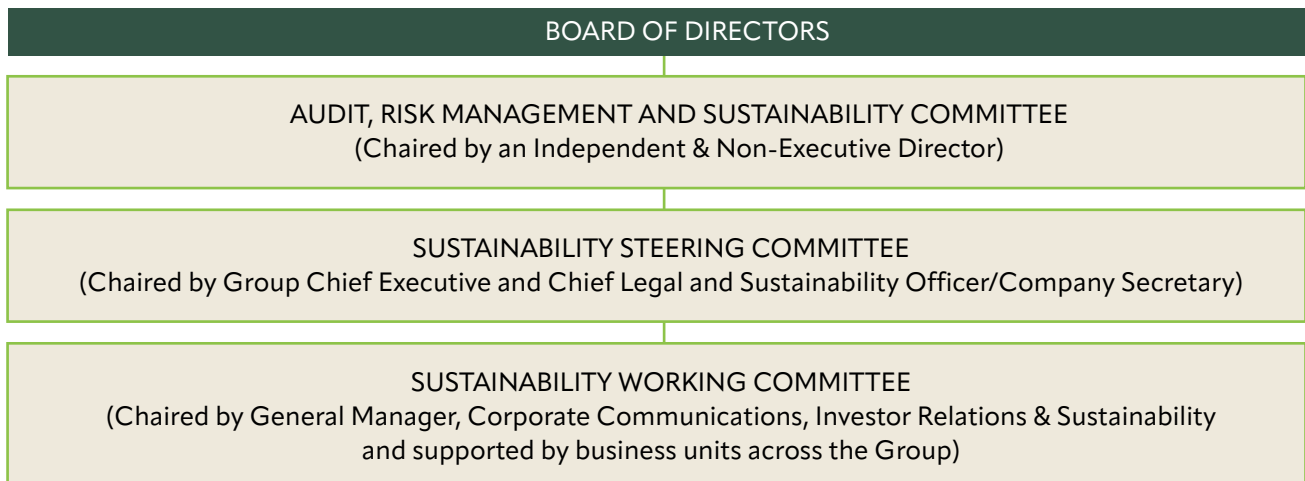 BOARD OF DIRECTORS
AUDIT, RISK MANAGEMENT AND SUSTAINABILITY COMMITTEE
(Chaired by an Independent & Non-Executive Director)
SUSTAINABILITY STEERING COMMITTEE
(Chaired by Group Chief Executive and Chief Legal and Sustainability Officer/Company Secretary)
SUSTAINABILITY WORKING COMMITTEE
(Chaired by General Manager, Corporate Communications, Investor Relations & Sustainability
and supported by business units across the Group)